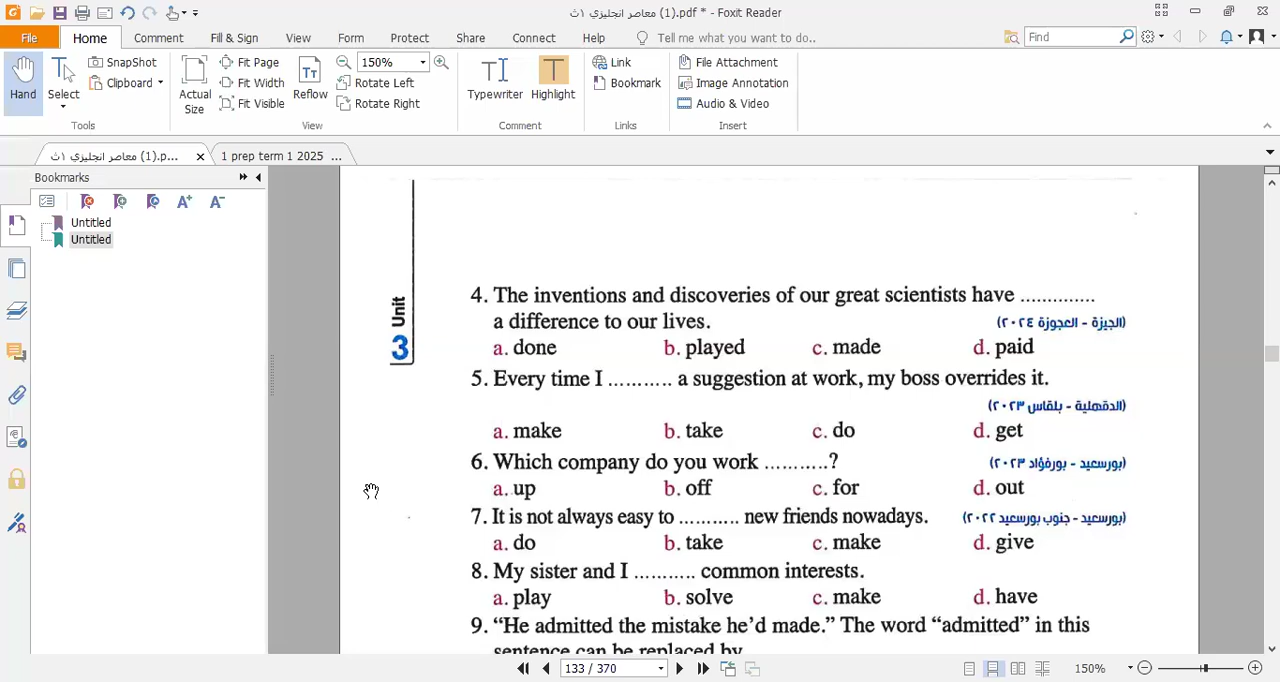 معاصر انجليزي ١ث (1).pdf * - Foxit Reader
File Home Comment Fill & Sign View Form Protect Share Connect Help Tell me what you want to do.. Find
Hand
Select
SnapShot
Clipboard
Tools
Actual Size
Fit Page
Fit Width
Fit Visible
Reflow
150%
Rotate Left
Rotate Right
View
Typewriter
Highlight
Comment
Link
Bookmark
Links
File Attachment
Image Annotation
Audio & Video
Insert
معاصر انجليزي ١ث (1).p...
1 prep term 1 2025 ...
Bookmarks
Untitled
Untitled
Unit
3
4. The inventions and discoveries of our great scientists have ..............
a difference to our lives. (الجيزة - العجوزة ٢٠٢٤)
a. done b. played c. made d. paid
5. Every time I ........... a suggestion at work, my boss overrides it.
(الدقهلية - بلقاس ٢٠٢٣)
a. make b. take c. do d. get
6. Which company do you work ..........? (بورسعيد - بورفؤاد ٢٠٢٣)
a. up b. off c. for d. out
7. It is not always easy to .......... new friends nowadays. (بورسعيد - جنوب بورسعيد ٢٠٢٢)
a. do b. take c. make d. give
8. My sister and I .......... common interests.
a. play b. solve c. make d. have
9. “He admitted the mistake he’d made.” The word “admitted” in this
sentence can be replaced by
133 / 370
150%